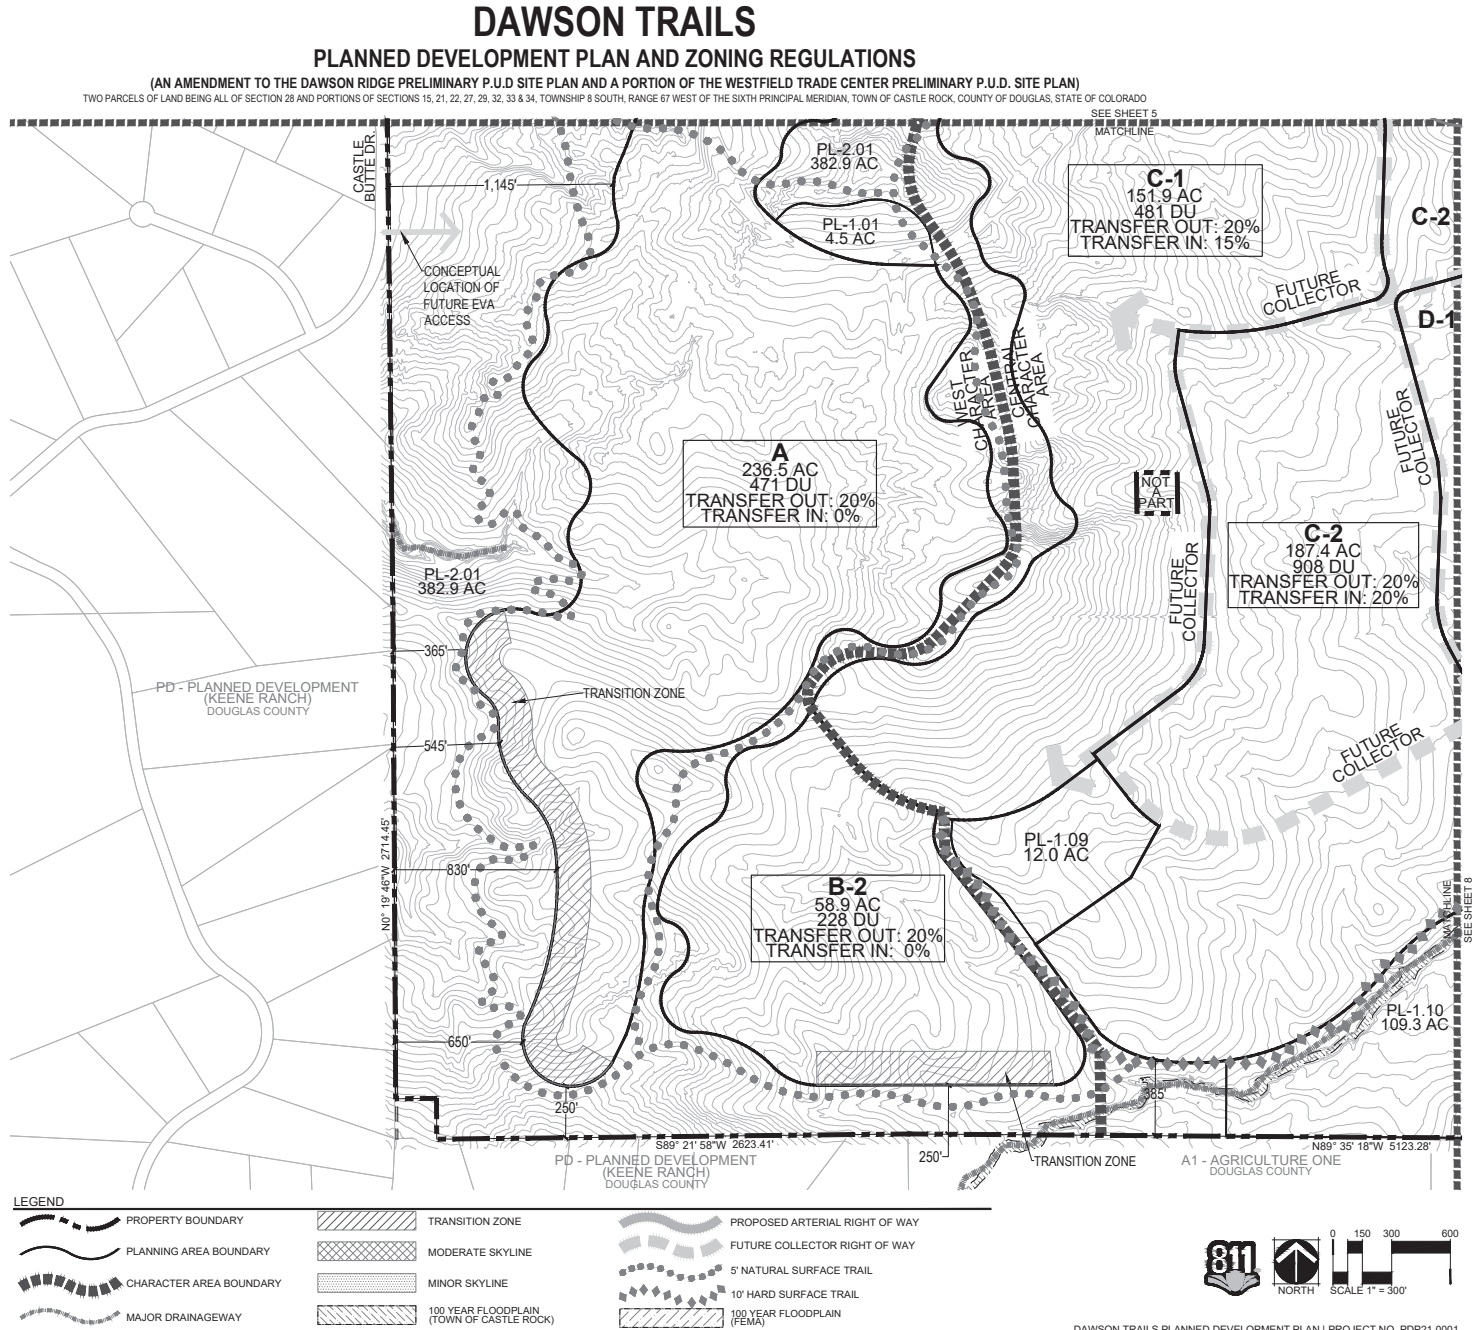 DAWSON TRAILS
PLANNED DEVELOPMENT PLAN AND ZONING REGULATIONS
(AN AMENDMENT TO THE DAWSON RIDGE PRELIMINARY P.U.D SITE PLAN AND A PORTION OF THE WESTFIELD TRADE CENTER PRELIMINARY P.U.D. SITE PLAN)
TWO PARCELS OF LAND BEING ALL OF SECTION 28 AND PORTIONS OF SECTIONS 15, 21, 22, 27, 29, 32, 33 & 34, TOWNSHIP 8 SOUTH, RANGE 67 WEST OF THE SIXTH PRINCIPAL MERIDIAN, TOWN OF CASTLE ROCK, COUNTY OF DOUGLAS, STATE OF COLORADO
SEE SHEET 5
MATCHLINE
CASTLE
BUTTE DR.
1,145'
PL-2.01
382.9 AC
PL-1.01
4.5 AC
C-1
151.9 AC
481 DU
TRANSFER OUT: 20%
TRANSFER IN: 15%
C-2
CONCEPTUAL
LOCATION OF
FUTURE EVA
ACCESS
FUTURE
COLLECTOR
D-1
WEST
CHARACTER
AREA
CENTRAL
CHARACTER
AREA
FUTURE
COLLECTOR
A
236.5 AC
471 DU
TRANSFER OUT: 20%
TRANSFER IN: 0%
NOT
A
PART
C-2
187.4 AC
908 DU
TRANSFER OUT: 20%
TRANSFER IN: 20%
PL-2.01
382.9 AC
FUTURE
COLLECTOR
365'
PD - PLANNED DEVELOPMENT
(KEENE RANCH)
DOUGLAS COUNTY
TRANSITION ZONE
545'
FUTURE
COLLECTOR
N0° 19' 46"W 2714.45'
830'
PL-1.09
12.0 AC
B-2
58.9 AC
228 DU
TRANSFER OUT: 20%
TRANSFER IN: 0%
MATCHLINE
SEE SHEET 8
PL-1.10
109.3 AC
650'
250'
385'
S89° 21' 58"W 2623.41'
250'
N89° 35' 18"W 5123.28'
PD - PLANNED DEVELOPMENT
(KEENE RANCH)
DOUGLAS COUNTY
TRANSITION ZONE
A1 - AGRICULTURE ONE
DOUGLAS COUNTY
LEGEND
PROPERTY BOUNDARY
PLANNING AREA BOUNDARY
CHARACTER AREA BOUNDARY
MAJOR DRAINAGEWAY
TRANSITION ZONE
MODERATE SKYLINE
MINOR SKYLINE
100 YEAR FLOODPLAIN
(TOWN OF CASTLE ROCK)
PROPOSED ARTERIAL RIGHT OF WAY
FUTURE COLLECTOR RIGHT OF WAY
5' NATURAL SURFACE TRAIL
10' HARD SURFACE TRAIL
100 YEAR FLOODPLAIN
(FEMA)
811
NORTH
0 150 300 600
SCALE 1" = 300'
DAWSON TRAILS PLANNED DEVELOPMENT PLAN | PROJECT NO. PDP21-0001